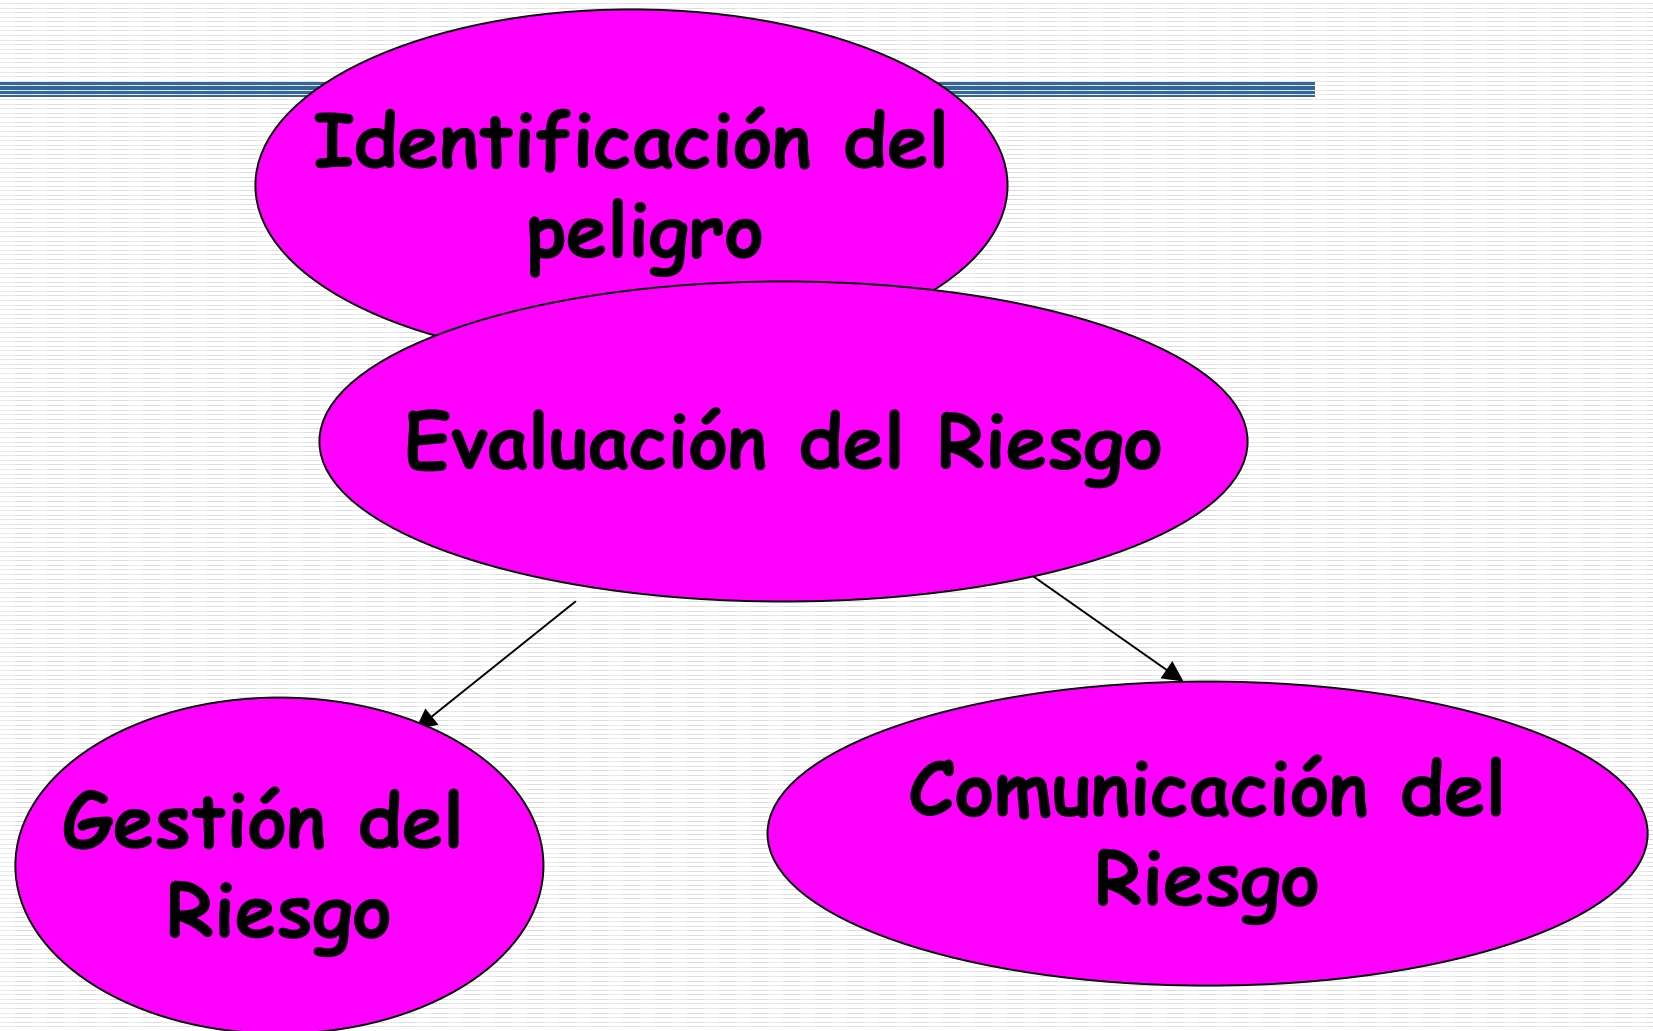 Identificación del
peligro
Evaluación del Riesgo
Gestión del
Riesgo
Comunicación del
Riesgo